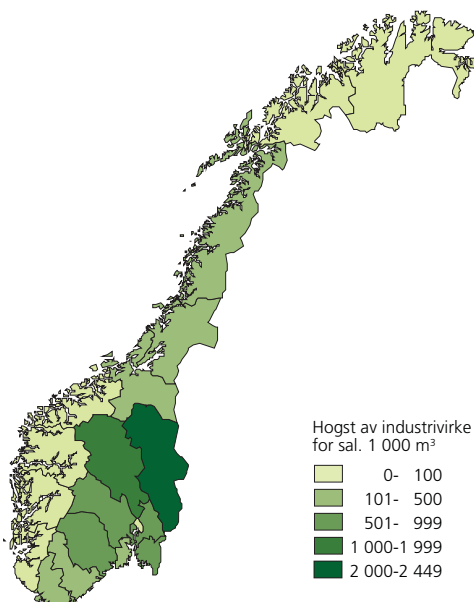 Hogst av industrivirke
for sal. 1 000 m³
0- 100
101- 500
501- 999
1 000-1 999
2 000-2 449